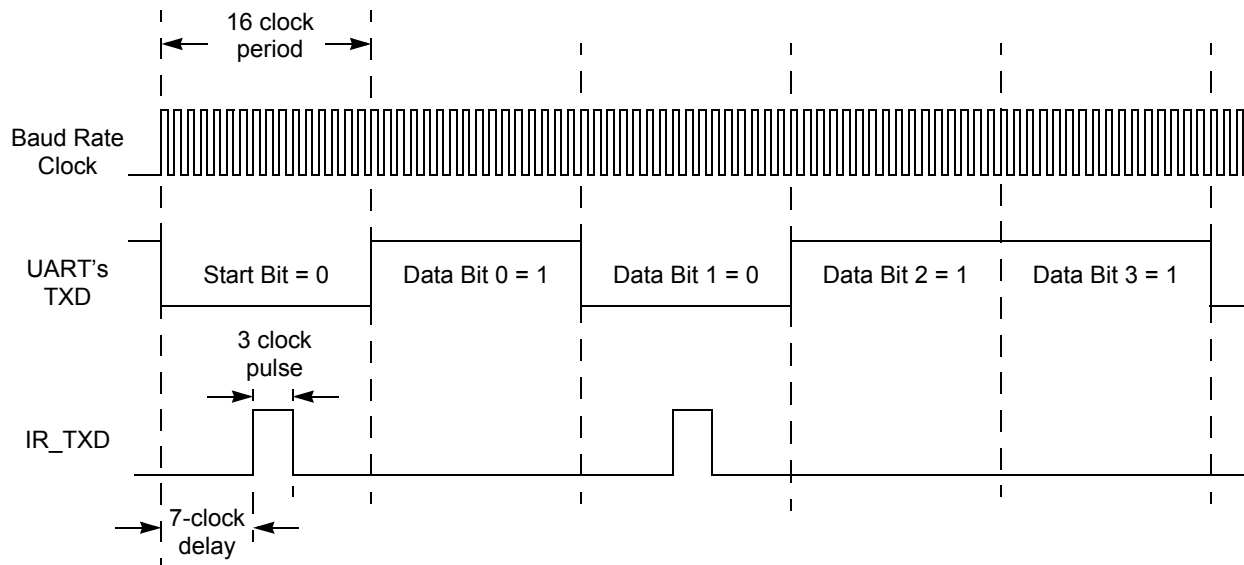 16 clock
period
Baud Rate
Clock
UART's
TXD
Start Bit = 0
Data Bit 0 = 1
Data Bit 1 = 0
Data Bit 2 = 1
Data Bit 3 = 1
3 clock
pulse
IR_TXD
7-clock
delay